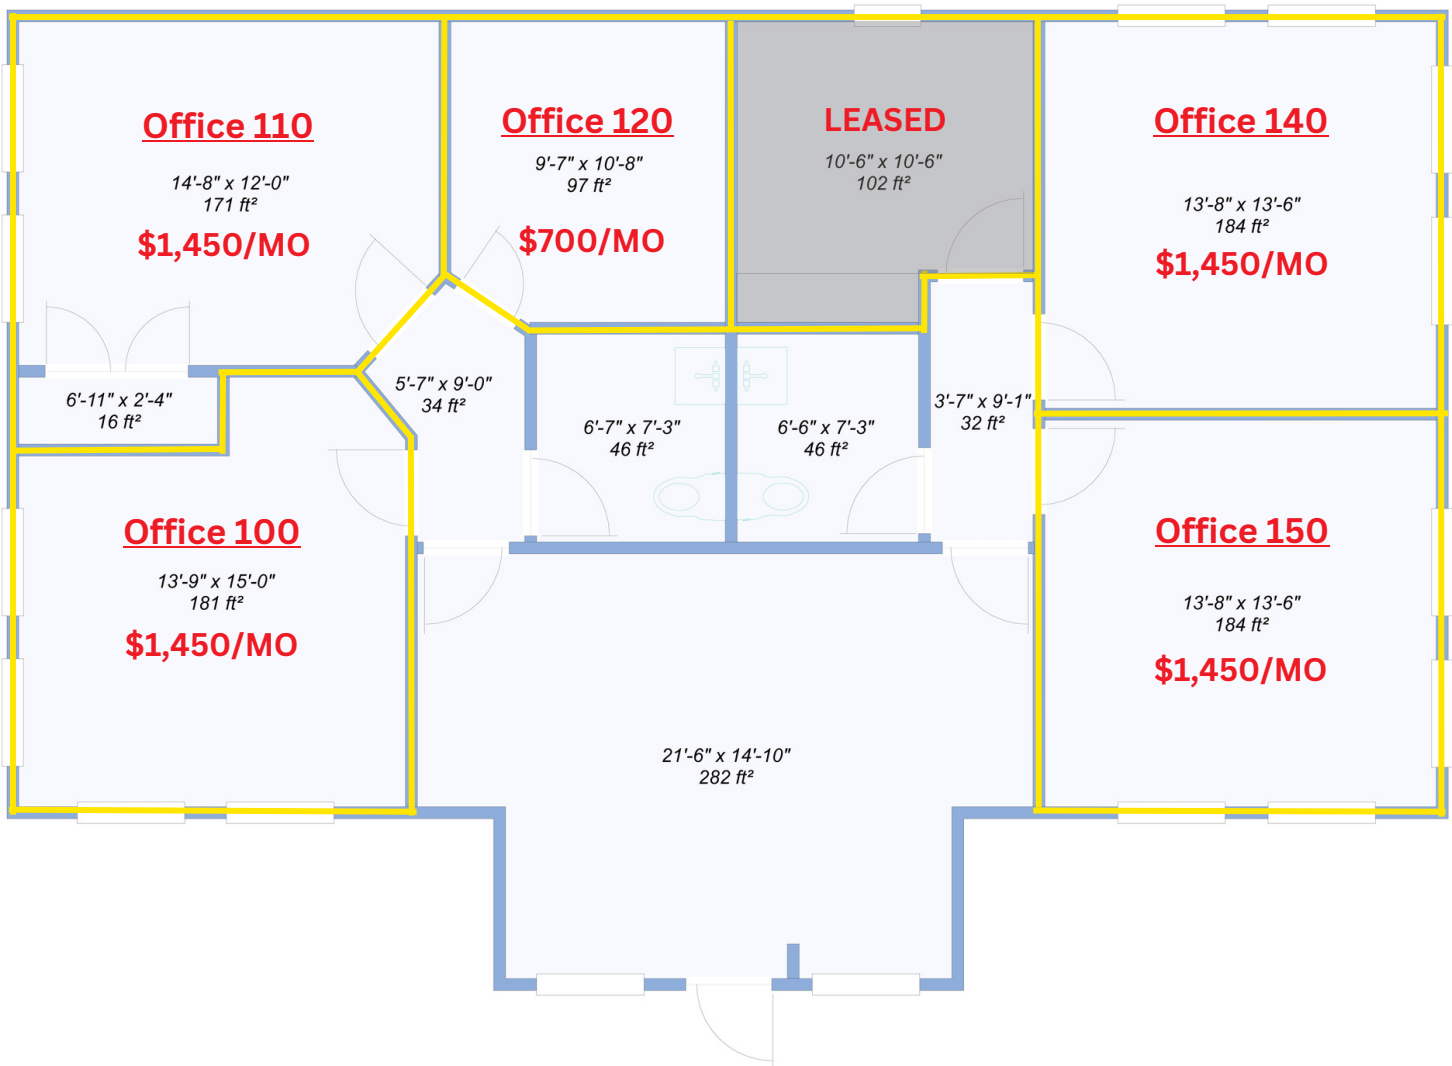 Office 110
14'-8" x 12'-0"
171 ft²
$1,450/MO
Office 120
9'-7" x 10'-8"
97 ft²
$700/MO
LEASED
10'-6" x 10'-6"
102 ft²
Office 140
13'-8" x 13'-6"
184 ft²
$1,450/MO
6'-11" x 2'-4"
16 ft²
5'-7" x 9'-0"
34 ft²
6'-7" x 7'-3"
46 ft²
6'-6" x 7'-3"
46 ft²
3'-7" x 9'-1"
32 ft²
Office 100
13'-9" x 15'-0"
181 ft²
$1,450/MO
Office 150
13'-8" x 13'-6"
184 ft²
$1,450/MO
21'-6" x 14'-10"
282 ft²